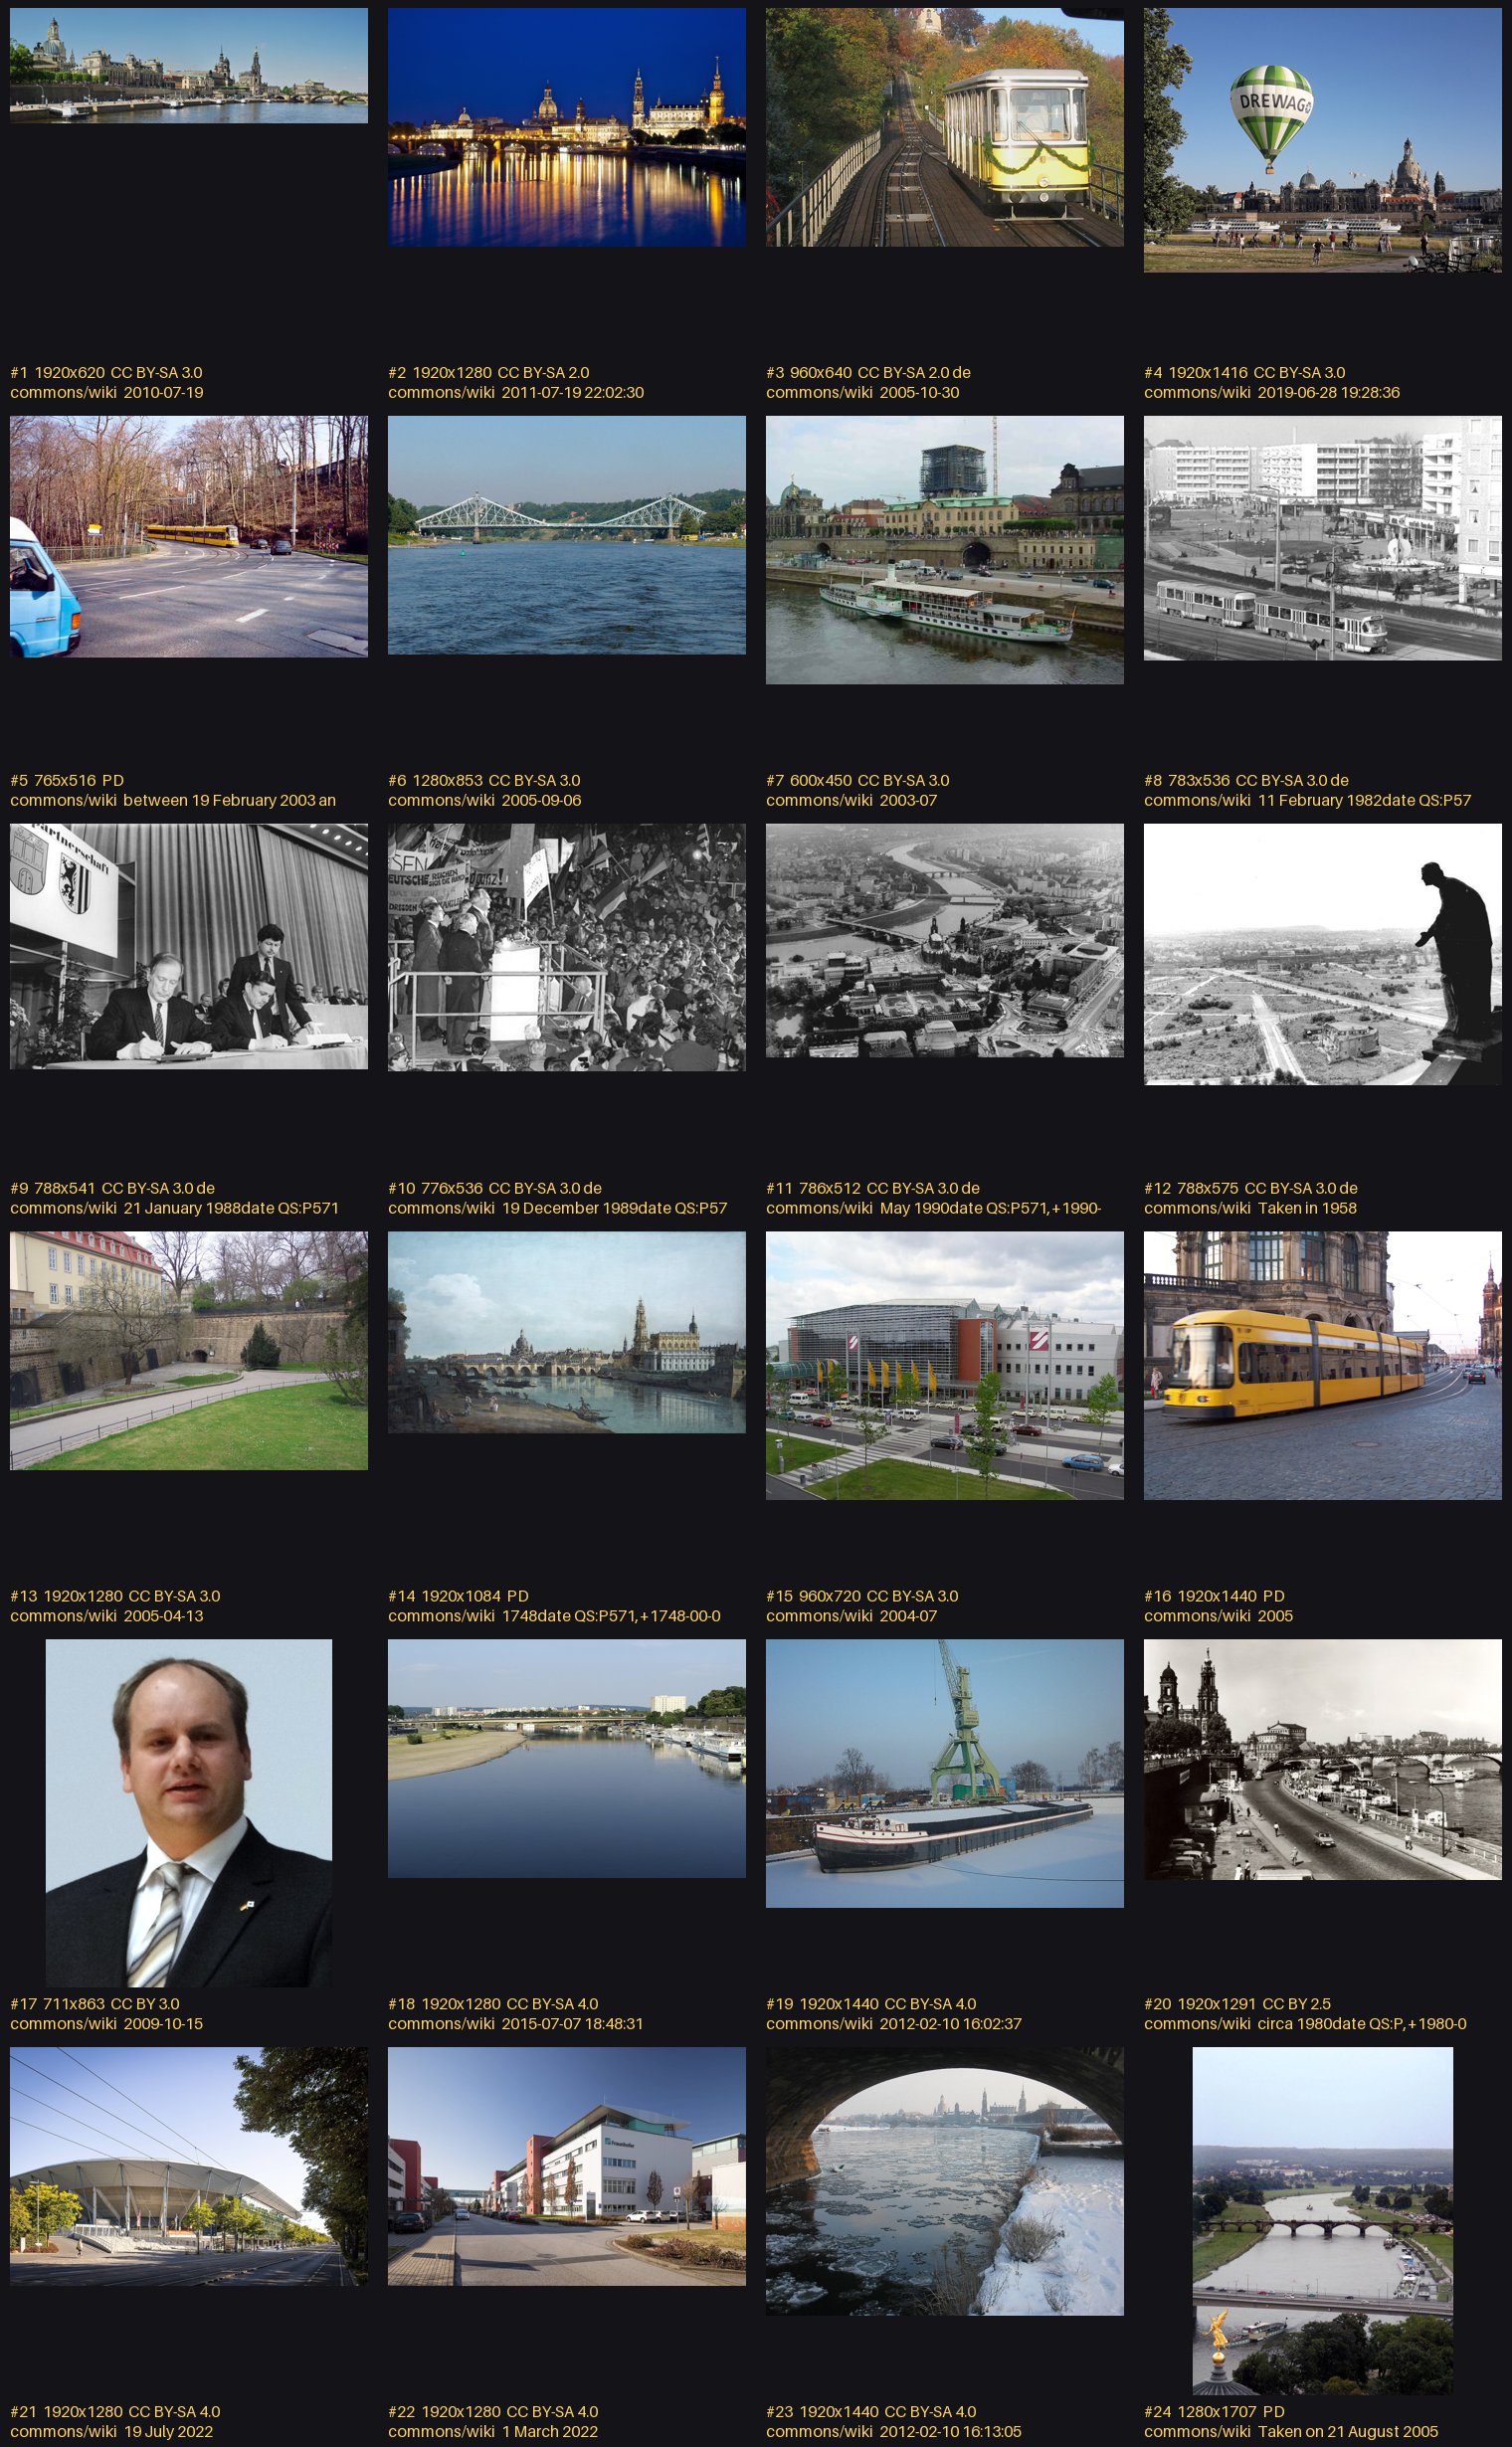 DREWAG
#1 1920x620 CC BY-SA 3.0
commons/wiki 2010-07-19
#2 1920x1280 CC BY-SA 2.0
commons/wiki 2011-07-19 22:02:30
#3 960x640 CC BY-SA 2.0 de
commons/wiki 2005-10-30
#4 1920x1416 CC BY-SA 3.0
commons/wiki 2019-06-28 19:28:36
#5 765x516 PD
commons/wiki between 19 February 2003 an
#6 1280x853 CC BY-SA 3.0
commons/wiki 2005-09-06
#7 600x450 CC BY-SA 3.0
commons/wiki 2003-07
#8 783x536 CC BY-SA 3.0 de
commons/wiki 11 February 1982date QS:P57
artnerschaft
SEN
EUTSCHE
#9 788x541 CC BY-SA 3.0 de
commons/wiki 21 January 1988date QS:P571
#10 776x536 CC BY-SA 3.0 de
commons/wiki 19 December 1989date QS:P57
#11 786x512 CC BY-SA 3.0 de
commons/wiki May 1990date QS:P571,+1990-
#12 788x575 CC BY-SA 3.0 de
commons/wiki Taken in 1958
#13 1920x1280 CC BY-SA 3.0
commons/wiki 2005-04-13
#14 1920x1084 PD
commons/wiki 1748date QS:P571,+1748-00-0
#15 960x720 CC BY-SA 3.0
commons/wiki 2004-07
#16 1920x1440 PD
commons/wiki 2005
#17 711x863 CC BY 3.0
commons/wiki 2009-10-15
#18 1920x1280 CC BY-SA 4.0
commons/wiki 2015-07-07 18:48:31
#19 1920x1440 CC BY-SA 4.0
commons/wiki 2012-02-10 16:02:37
#20 1920x1291 CC BY 2.5
commons/wiki circa 1980date QS:P,+1980-0
Fraunhofer
#21 1920x1280 CC BY-SA 4.0
commons/wiki 19 July 2022
#22 1920x1280 CC BY-SA 4.0
commons/wiki 1 March 2022
#23 1920x1440 CC BY-SA 4.0
commons/wiki 2012-02-10 16:13:05
#24 1280x1707 PD
commons/wiki Taken on 21 August 2005